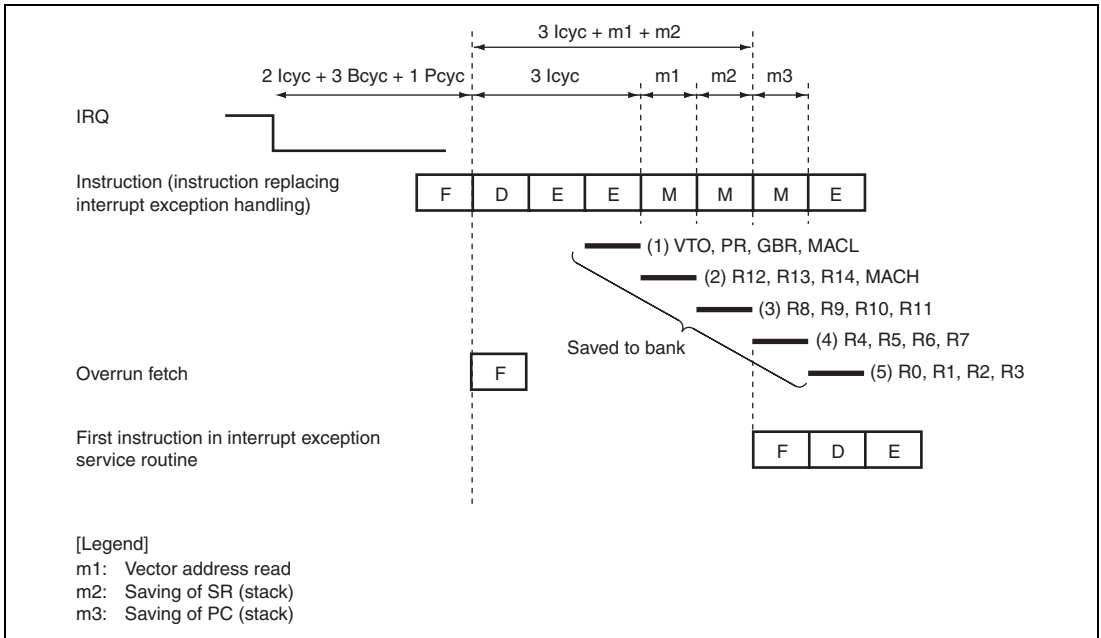 3 Icyc + m1 + m2
2 Icyc + 3 Bcyc + 1 Pcyc 3 Icyc m1 m2 m3
IRQ
Instruction (instruction replacing
interrupt exception handling)
F D E E M M M E
(1) VTO, PR, GBR, MACL
(2) R12, R13, R14, MACH
(3) R8, R9, R10, R11
(4) R4, R5, R6, R7
Saved to bank
(5) R0, R1, R2, R3
Overrun fetch
F
First instruction in interrupt exception
service routine
F D E
[Legend]
m1: Vector address read
m2: Saving of SR (stack)
m3: Saving of PC (stack)